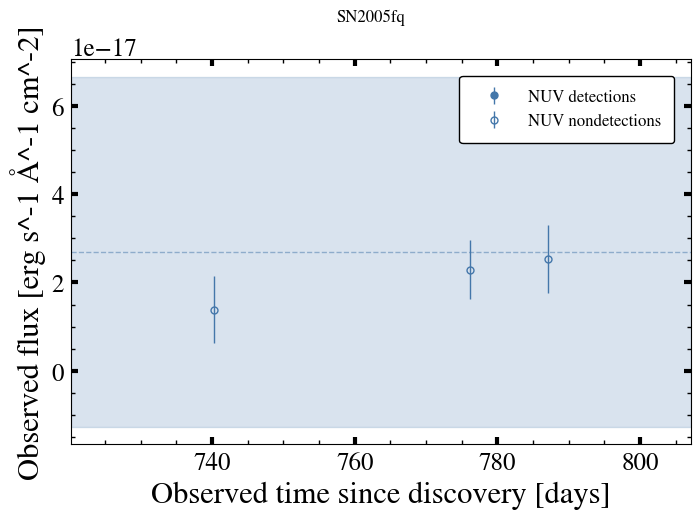 SN2005fq
1e−17
NUV detections
NUV nondetections
6
4
2
0
Observed flux [erg s^-1 Å^-1 cm^-2]
740
760
780
800
Observed time since discovery [days]